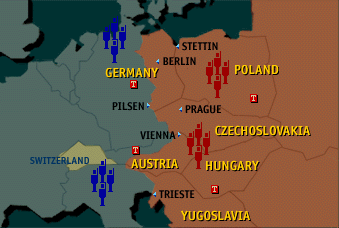 STETTIN
BERLIN
GERMANY
POLAND
T
T
PILSEN
PRAGUE
VIENNA
CZECHOSLOVAKIA
T
SWITZERLAND
AUSTRIA
HUNGARY
T
TRIESTE
YUGOSLAVIA